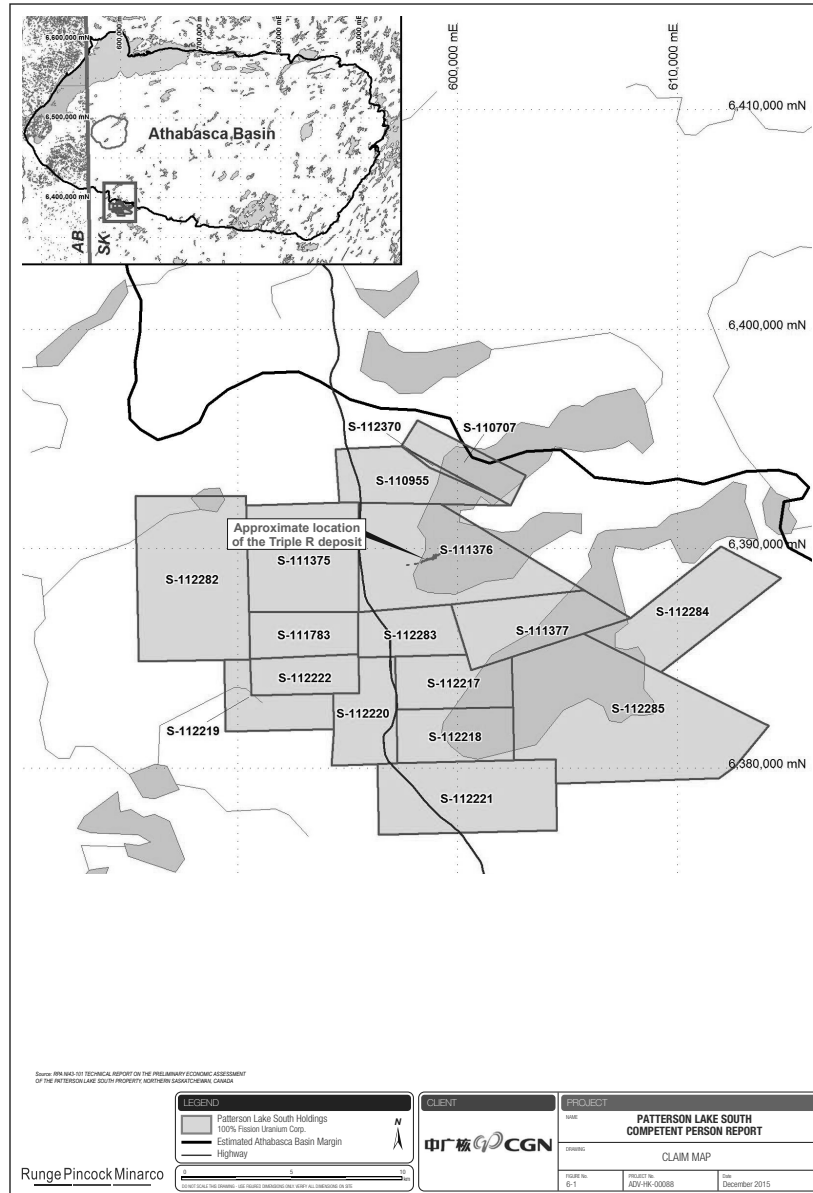 6,600,000 mN
600,000 m
700,000 m
800,000 m
900,000 m
6,500,000 mN
Athabasca Basin
6,400,000 mN
AB
SK
600,000 mE
610,000 mE
6,410,000 mN
6,400,000 mN
S-112370
S-110707
S-110955
Approximate location
of the Triple R deposit
6,390,000 mN
S-111376
S-111375
S-112282
S-112284
S-111377
S-111783
S-112283
S-112222
S-112217
S-112285
S-112220
S-112219
S-112218
6,380,000 mN
S-112221
Source: RPA NI43-101 TECHNICAL REPORT ON THE PRELIMINARY ECONOMIC ASSESSMENT
OF THE PATTERSON LAKE SOUTH PROPERTY, NORTHERN SASKATCHEWAN, CANADA
LEGEND
Patterson Lake South Holdings
100% Fission Uranium Corp.
Estimated Athabasca Basin Margin
Highway
N
0 5 10
km
DO NOT SCALE THIS DRAWING - USE FIGURED DIMENSIONS ONLY. VERIFY ALL DIMENSIONS ON SITE
RungePincockMinarco
CLIENT
中广核 CGN
PROJECT
NAME
PATTERSON LAKE SOUTH
COMPETENT PERSON REPORT
DRAWING
CLAIM MAP
FIGURE No.
6-1
PROJECT No.
ADV-HK-00088
Date
December 2015